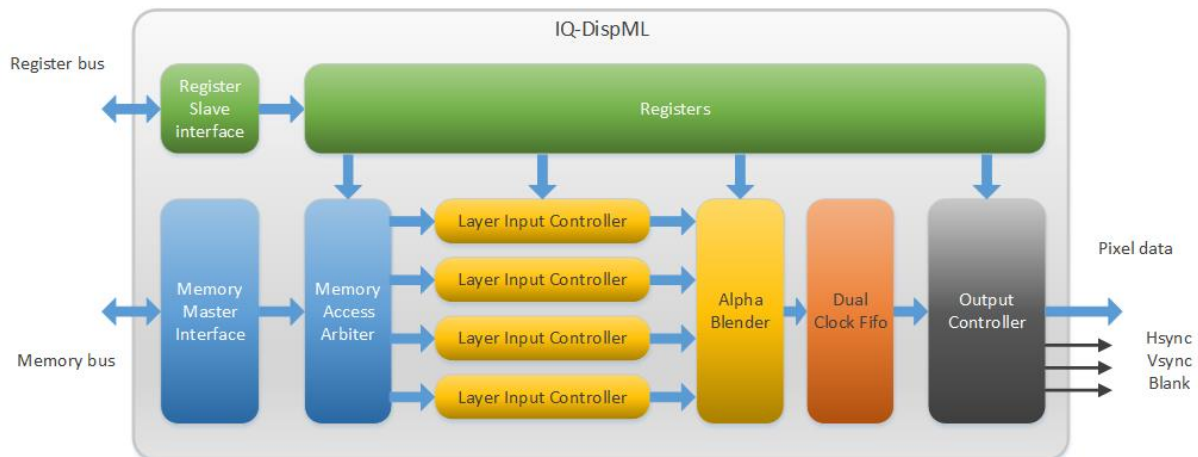 IQ-DispML
Register bus
Register
Slave
interface
Registers
Layer Input Controller
Layer Input Controller
Layer Input Controller
Layer Input Controller
Memory
Master
Interface
Memory
Access
Arbiter
Alpha
Blender
Dual
Clock Fifo
Output
Controller
Pixel data
Memory bus
Hsync
Vsync
Blank